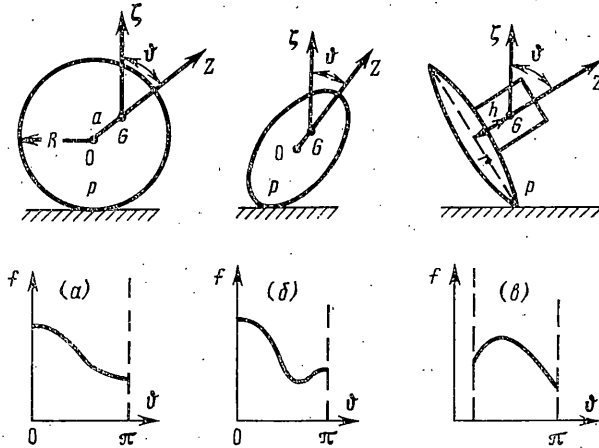 ζ ϑ Z ζ ϑ Z ζ ϑ Z
R a G O p
O G p
h G r p
f (а) f (б) f (в)
0 π ϑ 0 π ϑ π ϑ